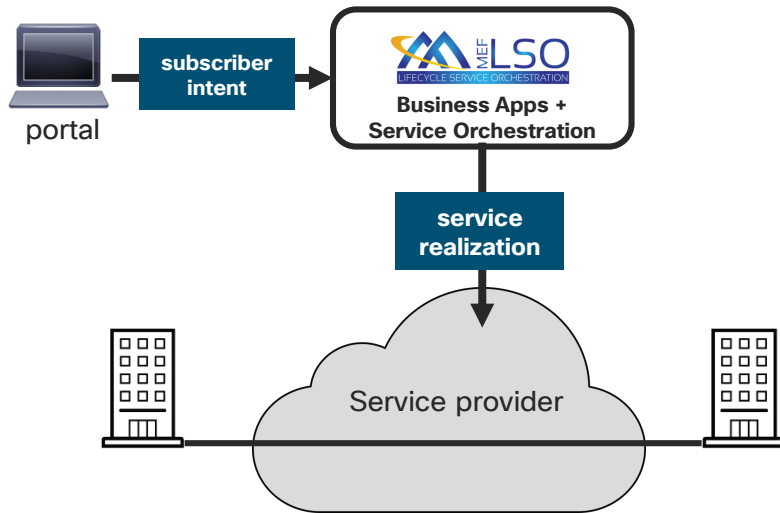 subscriber
intent
portal
MEF
LSO
LIFECYCLE SERVICE ORCHESTRATION
Business Apps +
Service Orchestration
service
realization
Service provider